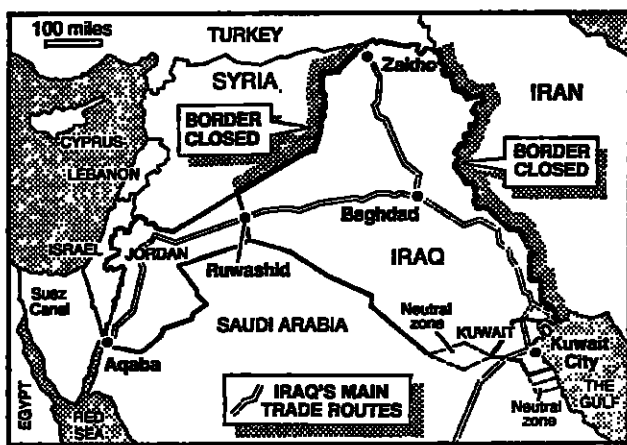 100 miles
TURKEY
SYRIA
Zakho
IRAN
BORDER
CLOSED
CYPRUS
LEBANON
BORDER
CLOSED
Baghdad
ISRAEL
JORDAN
Ruwashid
IRAQ
Suez
Canal
SAUDI ARABIA
Neutral
zone
KUWAIT
Kuwait
City
Aqaba
EGYPT
RED
SEA
IRAQ'S MAIN
TRADE ROUTES
THE
GULF
Neutral
zone